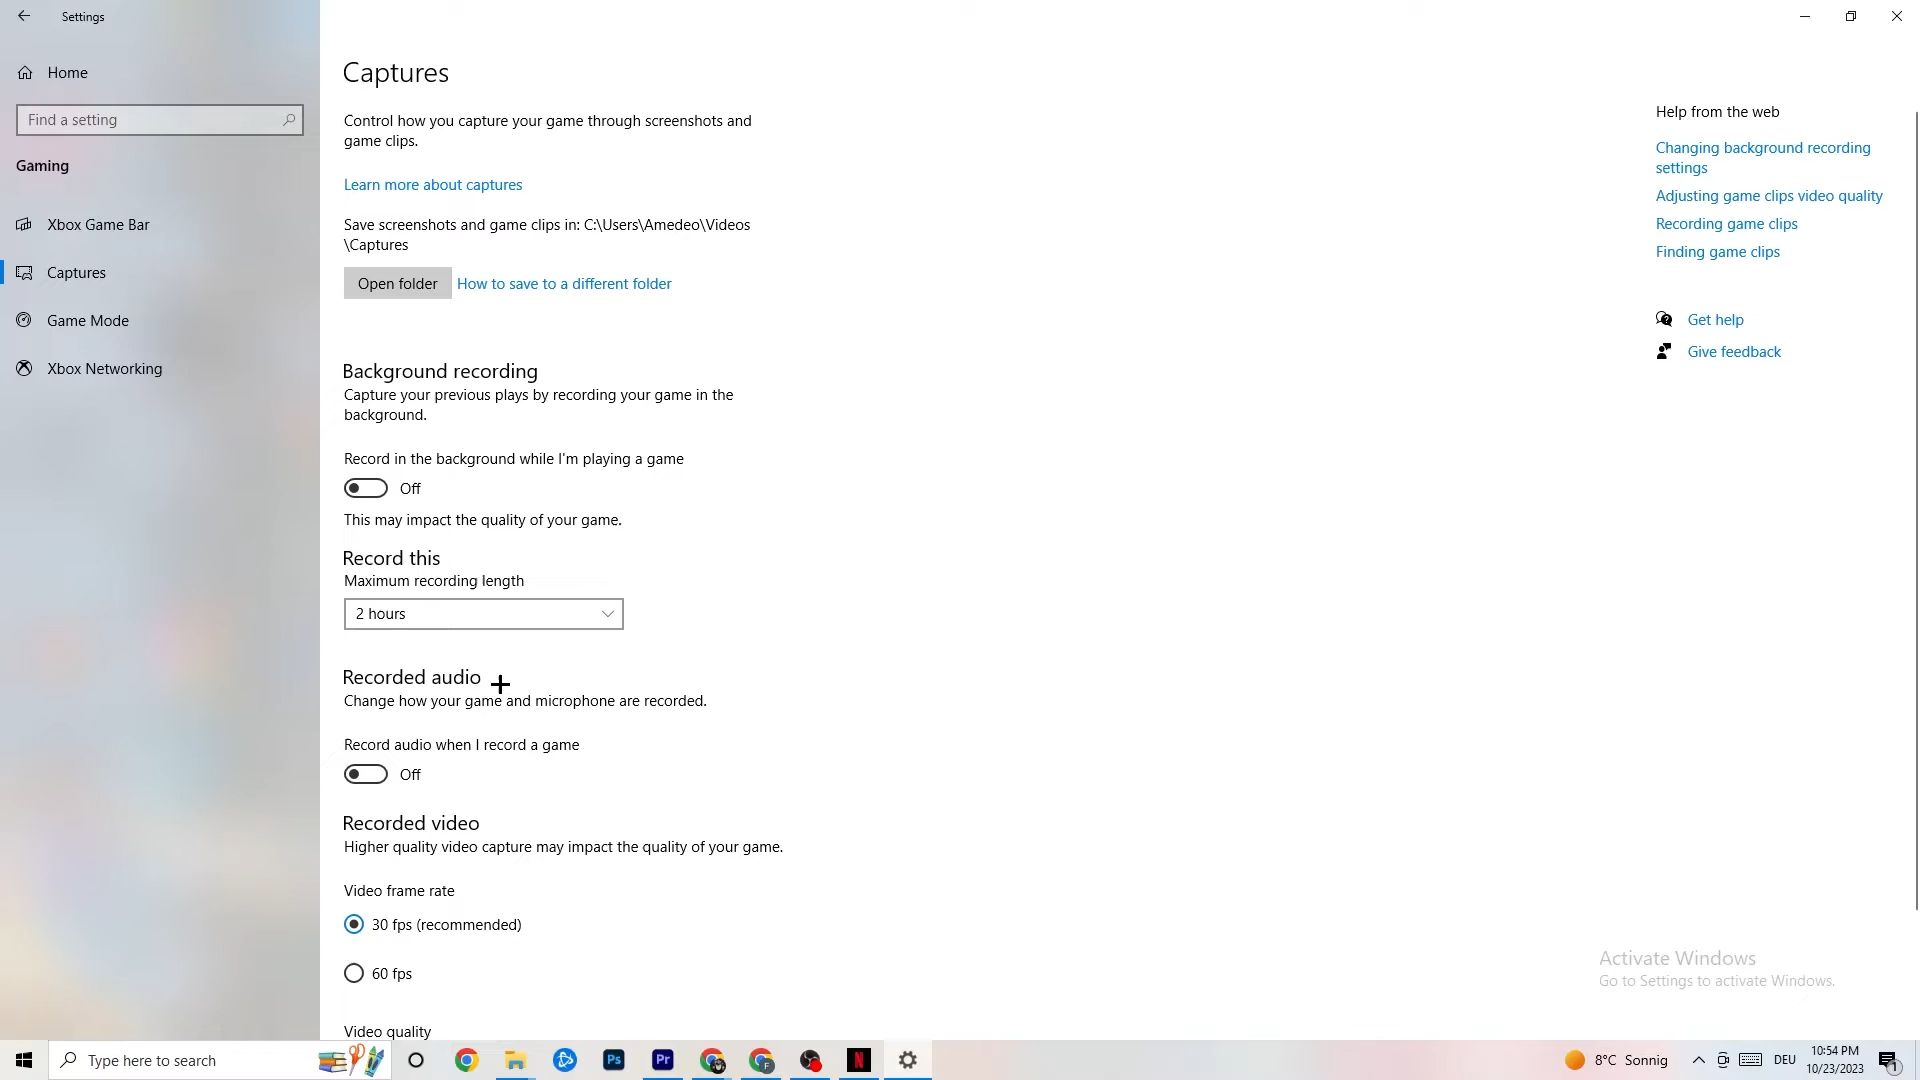 Settings
Home
Find a setting
Gaming
Xbox Game Bar
Captures
Game Mode
Xbox Networking
Captures
Control how you capture your game through screenshots and
game clips.
Learn more about captures
Save screenshots and game clips in: C:\Users\Amedeo\Videos
\Captures
Open folder
How to save to a different folder
Background recording
Capture your previous plays by recording your game in the
background.
Record in the background while I'm playing a game
Off
This may impact the quality of your game.
Record this
Maximum recording length
2 hours
Recorded audio
Change how your game and microphone are recorded.
Record audio when I record a game
Off
Recorded video
Higher quality video capture may impact the quality of your game.
Video frame rate
30 fps (recommended)
60 fps
Video quality
Help from the web
Changing background recording
settings
Adjusting game clips video quality
Recording game clips
Finding game clips
Get help
Give feedback
Activate Windows
Go to Settings to activate Windows.
Type here to search
Ps
Pr
F
N
8°C Sonnig
DEU
10:54 PM
10/23/2023
1